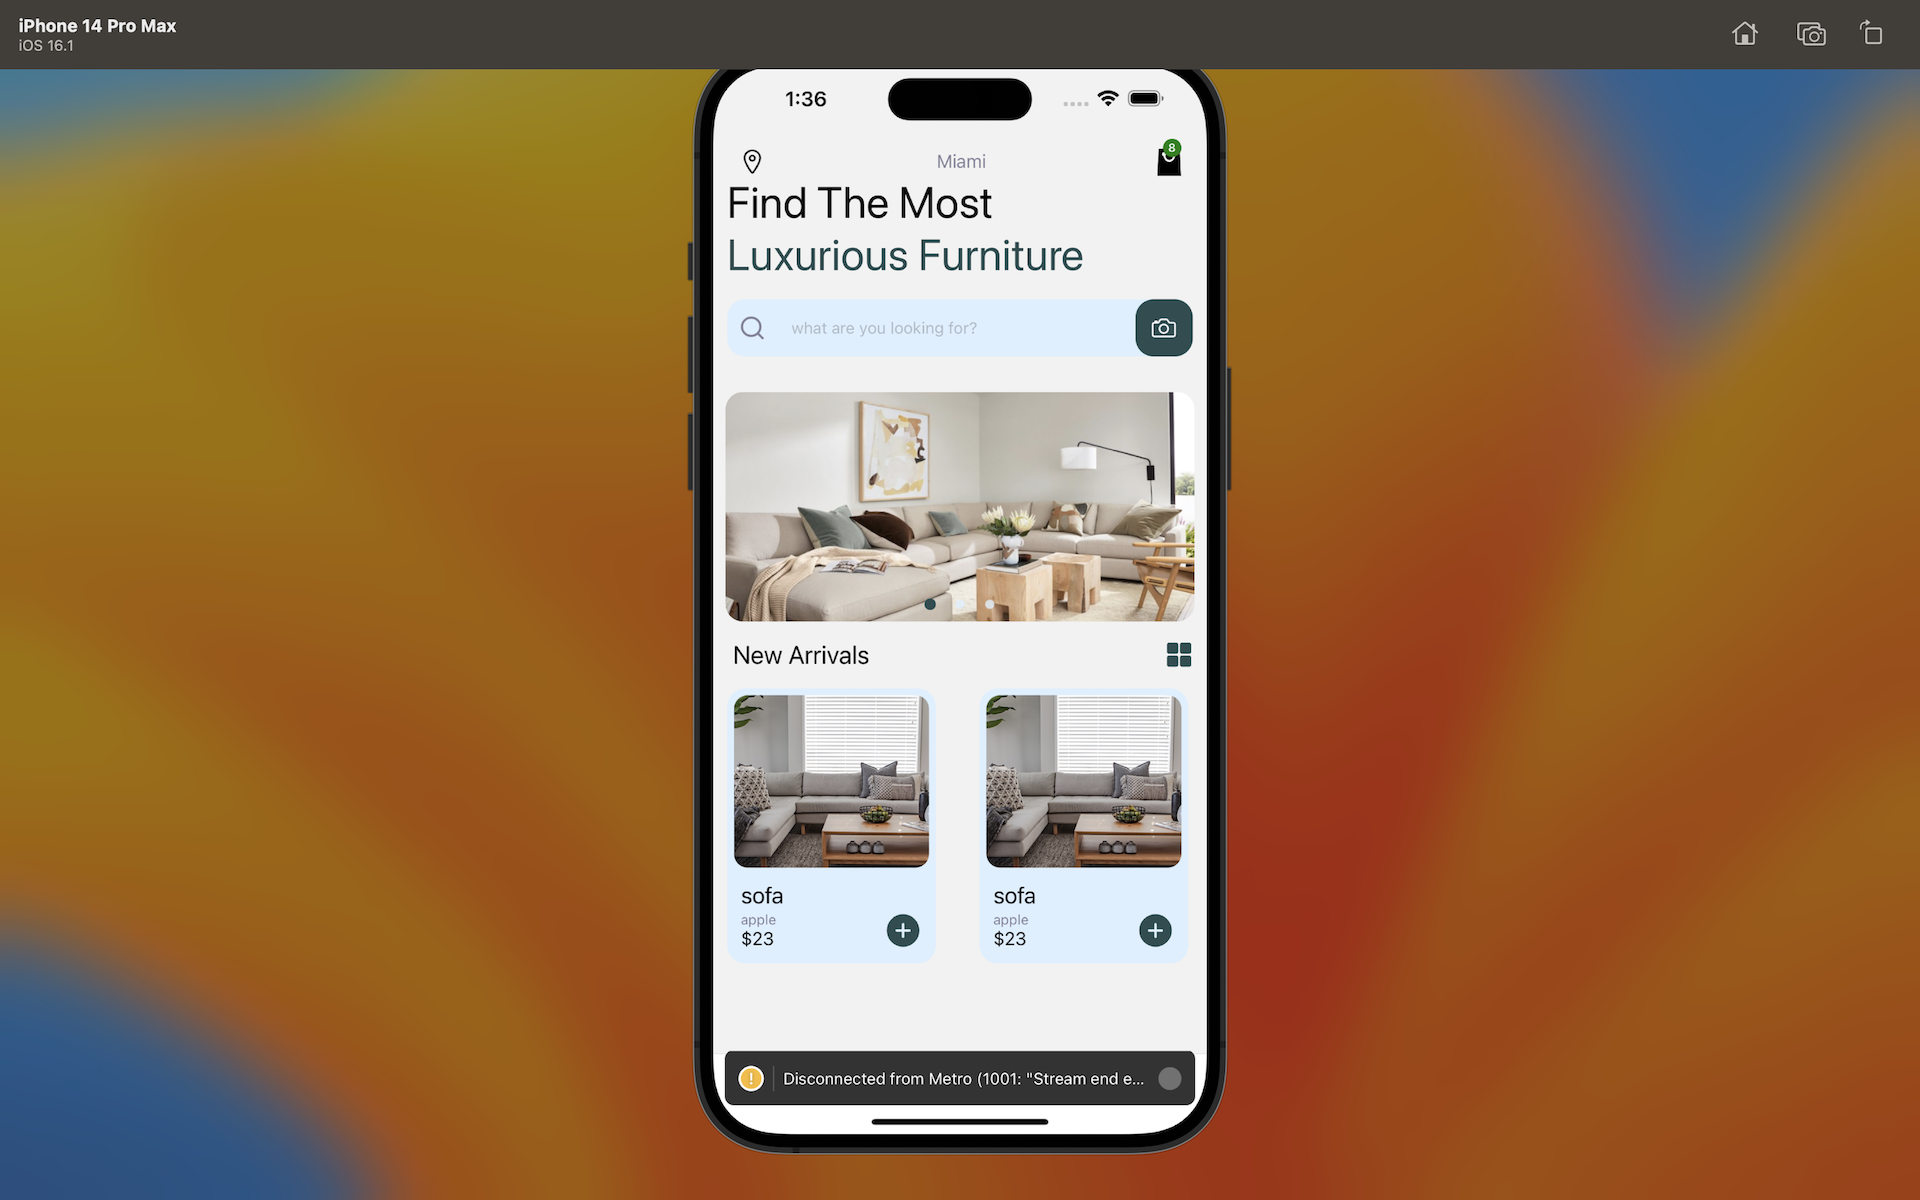 iPhone 14 Pro Max
iOS 16.1
1:36
Miami
8
Find The Most
Luxurious Furniture
what are you looking for?
New Arrivals
sofa
apple
$23
sofa
apple
$23
Disconnected from Metro (1001: "Stream end e...